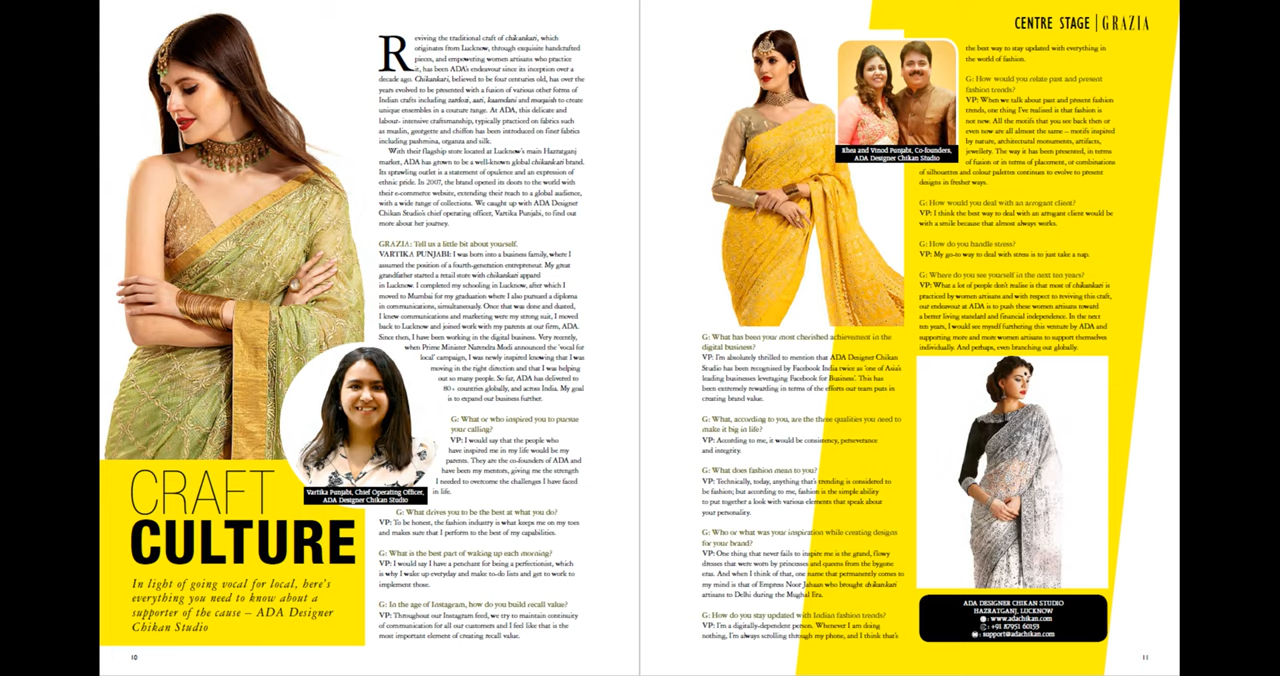 CRAFT
CULTURE
In light of going vocal for local, here's
everything you need to know about a
supporter of the cause – ADA Designer
Chikan Studio
10
Reviving the traditional craft of chikankari, which
originates from Lucknow, through exquisite handcrafted
pieces, and empowering women artisans who practice
it, has been ADA's endeavour since its inception over a
decade ago. Chikankari, believed to be four centuries old, has over the
years evolved to be presented with a fusion of various other forms of
Indian crafts including zardozi, aari, kaamdani and muquish to create
unique ensembles in a couture range. At ADA, this delicate and
labour- intensive craftsmanship, typically practiced on fabrics such
as muslin, georgette and chiffon has been introduced on finer fabrics
including pashmina, organza and silk.
With their flagship store located at Lucknow's main Hazratganj
market, ADA has grown to be a well-known global chikankari brand.
Its sprawling outlet is a statement of opulence and an expression of
ethnic pride. In 2007, the brand opened its doors to the world with
their e-commerce website, extending their reach to a global audience,
with a wide range of collections. We caught up with ADA Designer
Chikan Studio's chief operating officer, Vartika Punjabi, to find out
more about her journey.
GRAZIA: Tell us a little bit about yourself.
VARTIKA PUNJABI: I was born into a business family, where I
assumed the position of a fourth-generation entrepreneur. My great
grandfather started a retail store with chikankari apparel
in Lucknow. I completed my schooling in Lucknow, after which I
moved to Mumbai for my graduation where I also pursued a diploma
in communications, simultaneously. Once that was done and dusted,
I knew communications and marketing were my strong suit, I moved
back to Lucknow and joined work with my parents at our firm, ADA.
Since then, I have been working in the digital business. Very recently,
when Prime Minister Narendra Modi announced the 'vocal for
local' campaign, I was newly inspired knowing that I was
moving in the right direction and that I was helping
out so many people. So far, ADA has delivered to
80+ countries globally, and across India. My goal
is to expand our business further.
G: What or who inspired you to pursue
your calling?
VP: I would say that the people who
have inspired me in my life would be my
parents. They are the co-founders of ADA and
have been my mentors, giving me the strength
I needed to overcome the challenges I have faced
in life.
Vartika Punjabi, Chief Operating Officer,
ADA Designer Chikan Studio
G: What drives you to be the best at what you do?
VP: To be honest, the fashion industry is what keeps me on my toes
and makes sure that I perform to the best of my capabilities.
G: What is the best part of waking up each morning?
VP: I would say I have a penchant for being a perfectionist, which
is why I wake up everyday and make to-do lists and get to work to
implement those.
G: In the age of Instagram, how do you build recall value?
VP: Throughout our Instagram feed, we try to maintain continuity
of communication for all our customers and I feel like that is the
most important element of creating recall value.
CENTRE STAGE | GRAZIA
Rhea and Vinod Punjabi, Co-founders,
ADA Designer Chikan Studio
G: What has been your most cherished achievement in the
digital business?
VP: I'm absolutely thrilled to mention that ADA Designer Chikan
Studio has been recognised by Facebook India twice as 'one of Asia's
leading businesses leveraging Facebook for Business'. This has
been extremely rewarding in terms of the efforts our team puts in
creating brand value.
G: What, according to you, are the three qualities you need to
make it big in life?
VP: According to me, it would be consistency, perseverance
and integrity.
G: What does fashion mean to you?
VP: Technically, today, anything that's trending is considered to
be fashion; but according to me, fashion is the simple ability
to put together a look with various elements that speak about
your personality.
G: Who or what was your inspiration while creating designs
for your brand?
VP: One thing that never fails to inspire me is the grand, flowy
dresses that were worn by princesses and queens from the bygone
eras. And when I think of that, one name that permanently comes to
my mind is that of Empress Noor Jahaan who brought chikankari
artisans to Delhi during the Mughal Era.
G: How do you stay updated with Indian fashion trends?
VP: I'm a digitally-dependent person. Whenever I am doing
nothing, I'm always scrolling through my phone, and I think that's
the best way to stay updated with everything in
the world of fashion.
G: How would you relate past and present
fashion trends?
VP: When we talk about past and present fashion
trends, one thing I've realised is that fashion is
not new. All the motifs that you see back then or
even now are all almost the same – motifs inspired
by nature, architectural monuments, artifacts,
jewellery. The way it has been presented, in terms
of fusion or in terms of placement, or combinations
of silhouettes and colour palettes continues to evolve to present
designs in fresher ways.
G: How would you deal with an arrogant client?
VP: I think the best way to deal with an arrogant client would be
with a smile because that almost always works.
G: How do you handle stress?
VP: My go-to way to deal with stress is to just take a nap.
G: Where do you see yourself in the next ten years?
VP: What a lot of people don't realise is that most of chikankari is
practiced by women artisans and with respect to reviving this craft,
our endeavour at ADA is to push these women artisans toward
a better living standard and financial independence. In the next
ten years, I would see myself furthering this venture by ADA and
supporting more and more women artisans to support themselves
individually. And perhaps, even branching out globally.
ADA DESIGNER CHIKAN STUDIO
HAZRATGANJ, LUCKNOW
: www.adachikan.com
: +91 87951 60153
: support@adachikan.com
11